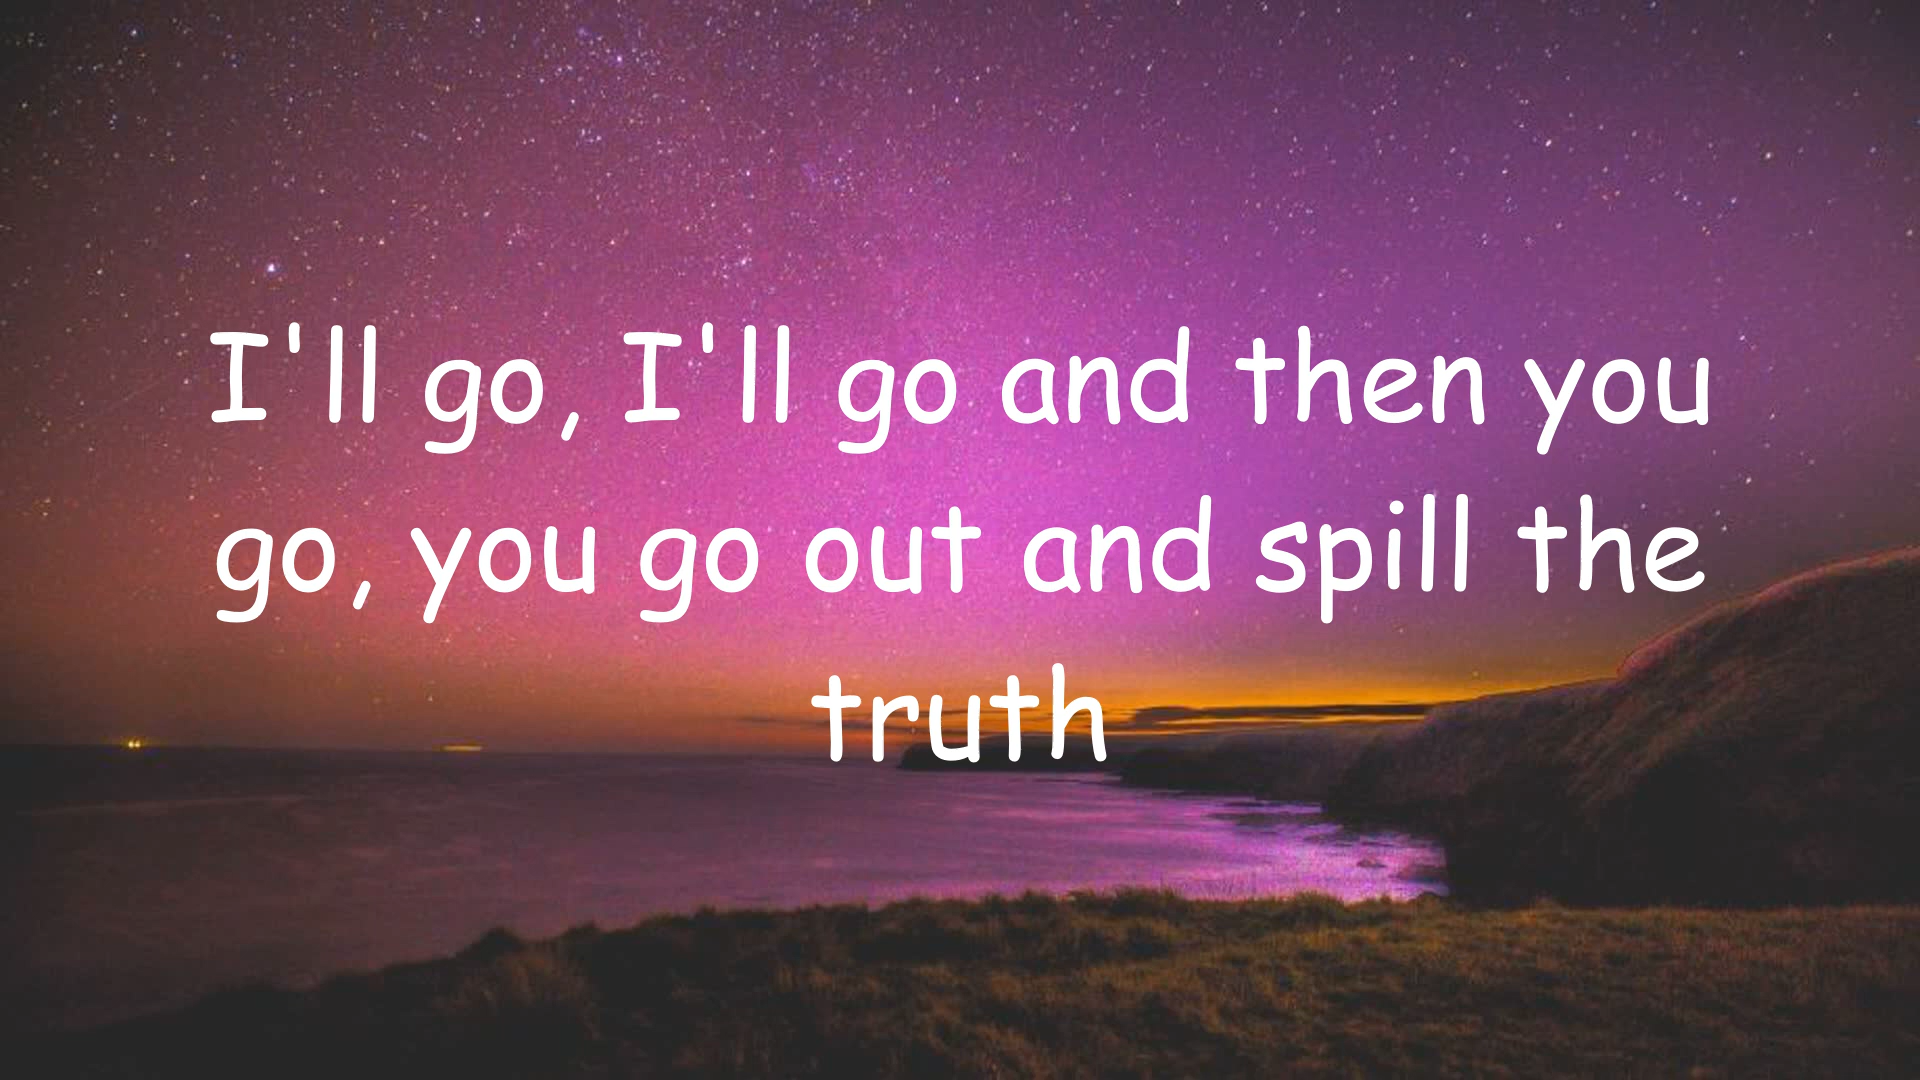 I'll go, I'll go and then you
go, you go out and spill the
truth